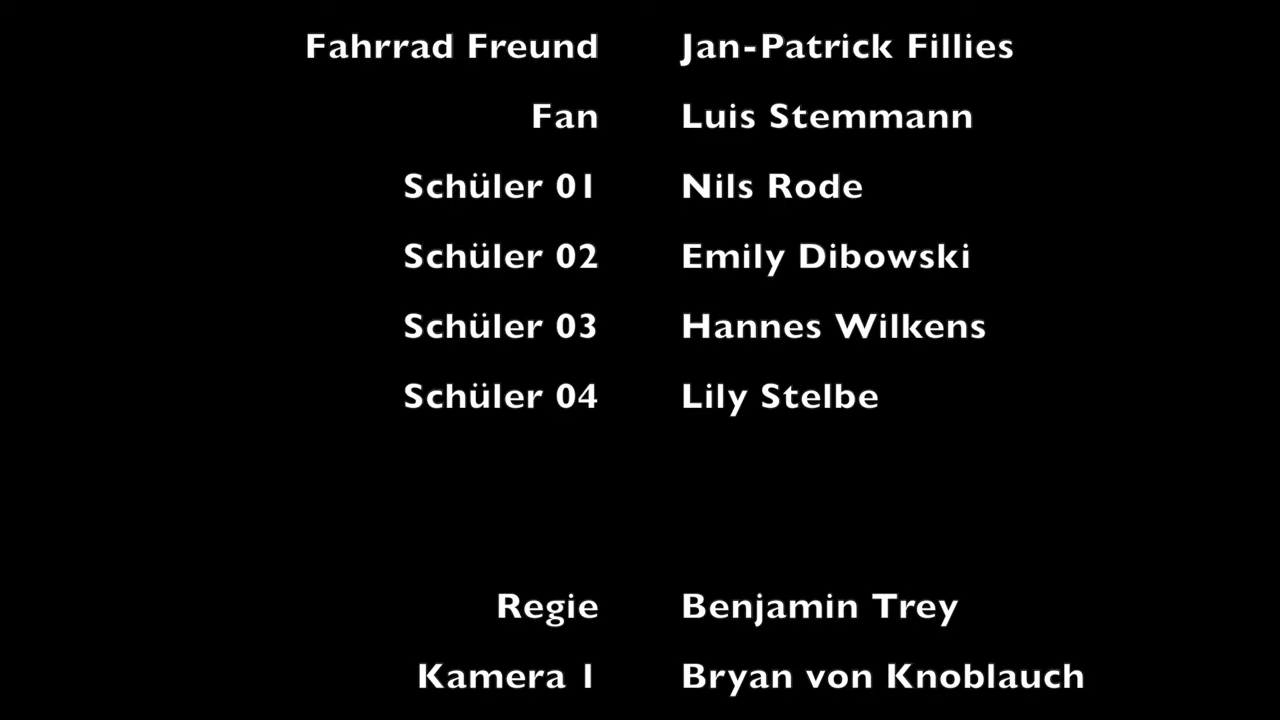 Fahrrad Freund Jan-Patrick Fillies
Fan Luis Stemmann
Schüler 01 Nils Rode
Schüler 02 Emily Dibowski
Schüler 03 Hannes Wilkens
Schüler 04 Lily Stelbe
Regie Benjamin Trey
Kamera 1 Bryan von Knoblauch